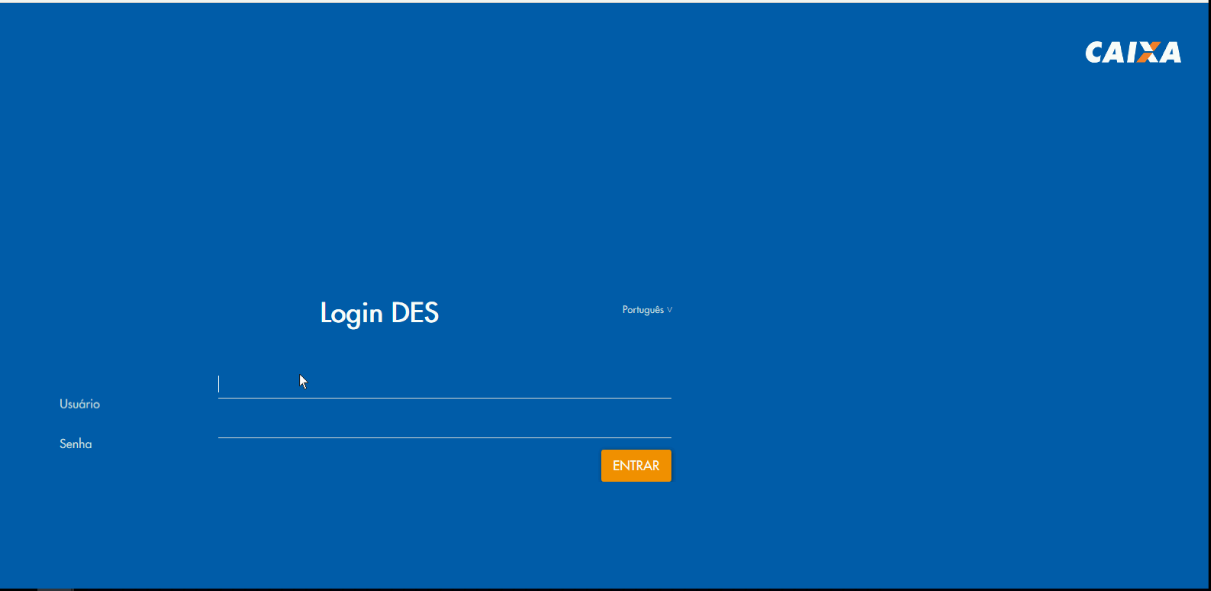 CAIXA
Login DES
Português ∨
Usuário
Senha
ENTRAR